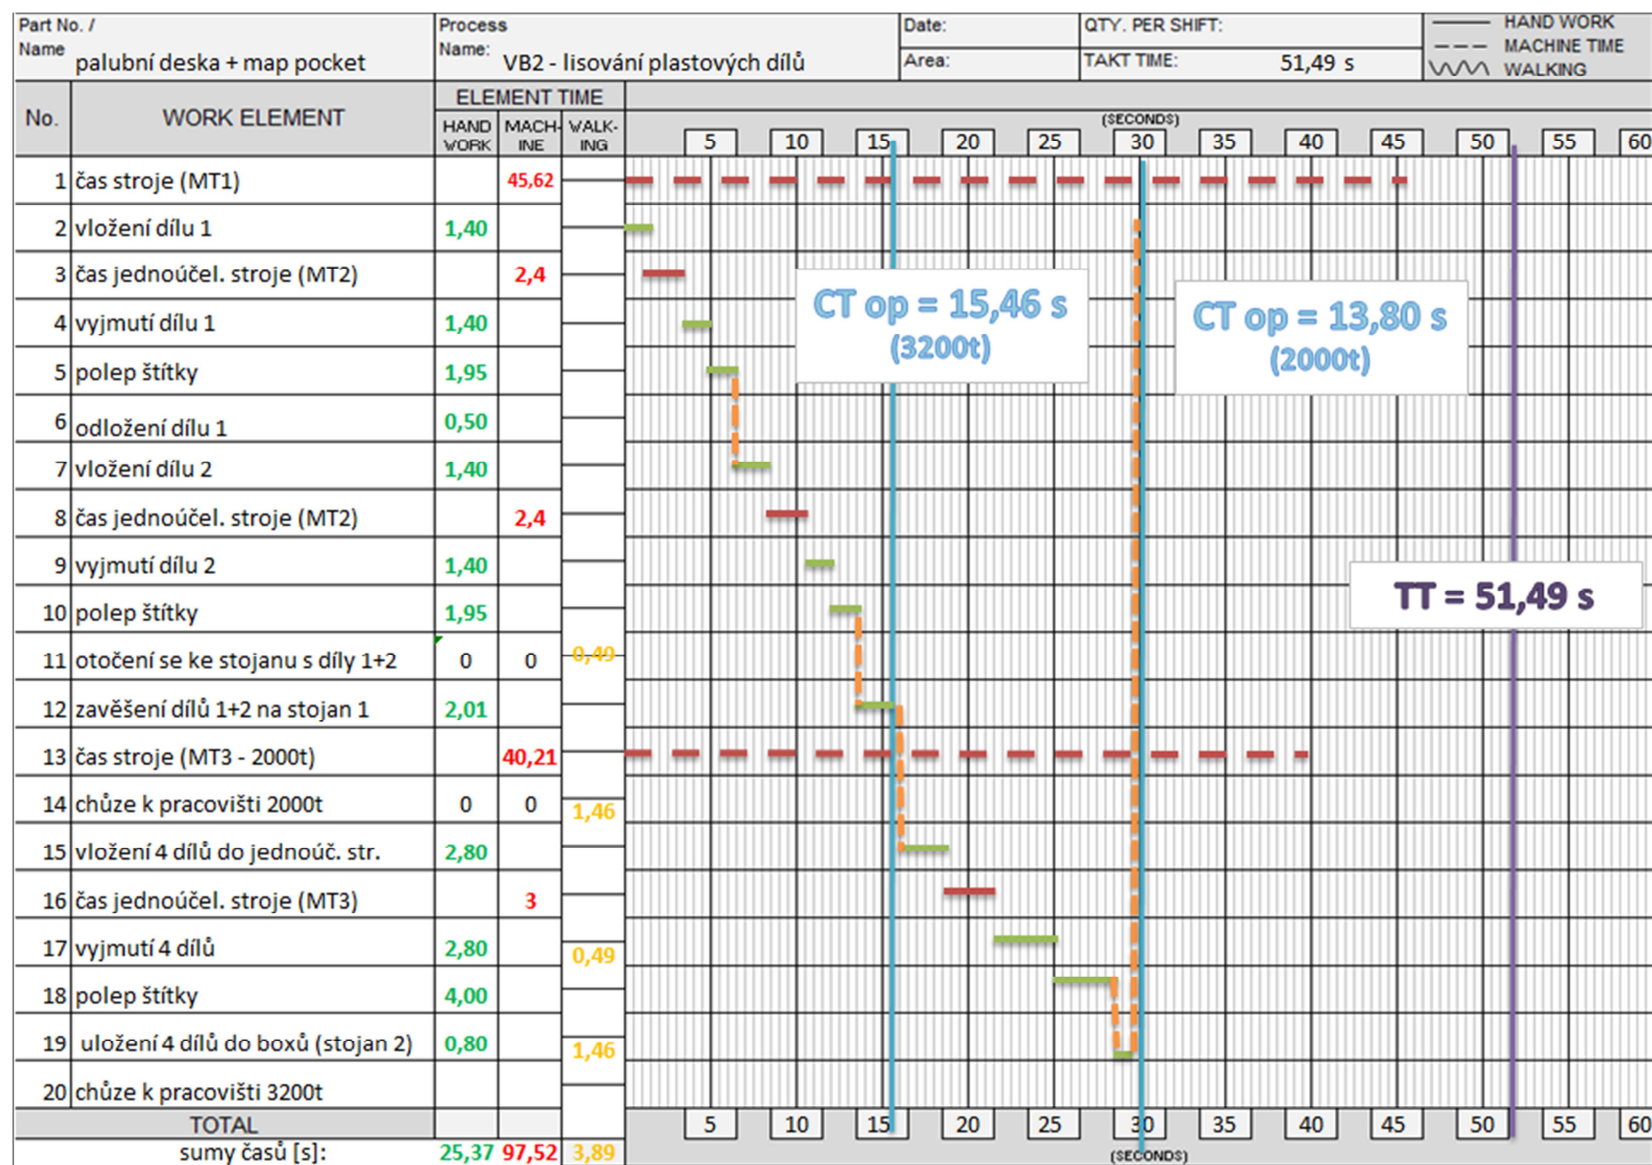 Part No. / Name palubní deska + map pocket
Process Name: VB2 - lisování plastových dílů
Date:
Area:
QTY. PER SHIFT:
TAKT TIME: 51,49 s
HAND WORK
MACHINE TIME
WALKING
No. WORK ELEMENT ELEMENT TIME
HAND WORK MACH-INE WALK-ING
(SECONDS)
5 10 15 20 25 30 35 40 45 50 55 60
1 čas stroje (MT1) 45,62
2 vložení dílu 1 1,40
3 čas jednoúčel. stroje (MT2) 2,4
4 vyjmutí dílu 1 1,40
5 polep štítky 1,95
6 odložení dílu 1 0,50
7 vložení dílu 2 1,40
8 čas jednoúčel. stroje (MT2) 2,4
9 vyjmutí dílu 2 1,40
10 polep štítky 1,95
11 otočení se ke stojanu s díly 1+2 0 0 0,49
12 zavěšení dílů 1+2 na stojan 1 2,01
13 čas stroje (MT3 - 2000t) 40,21
14 chůze k pracovišti 2000t 0 0 1,46
15 vložení 4 dílů do jednoúč. str. 2,80
16 čas jednoúčel. stroje (MT3) 3
17 vyjmutí 4 dílů 2,80 0,49
18 polep štítky 4,00
19 uložení 4 dílů do boxů (stojan 2) 0,80 1,46
20 chůze k pracovišti 3200t
CT op = 15,46 s
(3200t)
CT op = 13,80 s
(2000t)
TT = 51,49 s
TOTAL
5 10 15 20 25 30 35 40 45 50 55 60
sumy časů [s]: 25,37 97,52 3,89
(SECONDS)